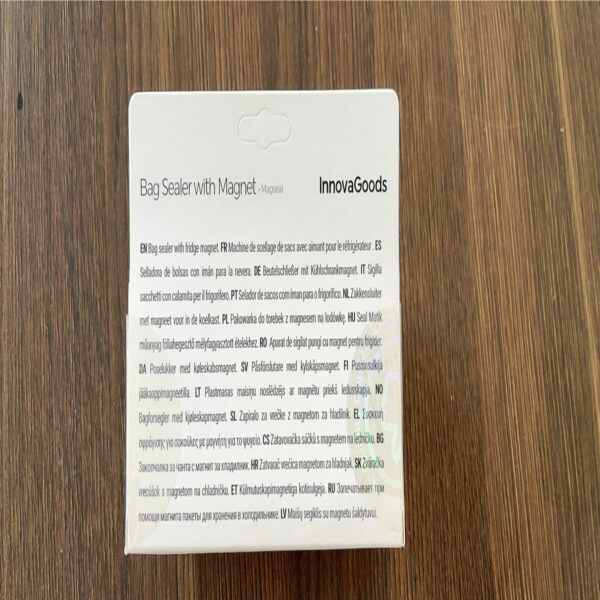 Bag Sealer with Magnet • Magseal InnovaGoods
EN Bag sealer with fridge magnet. FR Machine de scellage de sacs avec aimant pour le réfrigérateur. ES
Selladora de bolsas con imán para la nevera. DE Beutelschließer mit Kühlschrankmagnet. IT Sigilla
sacchetti con calamita per il frigorifero. PT Selador de sacos com íman para o frigorífico. NL Zakkensluiter
met magneet voor in de koelkast. PL Pakowarka do torebek z magnesem na lodówkę. HU Seal Matik
műanyag fóliahegesztő mélyfagyasztott ételekhez. RO Aparat de sigilat pungi cu magnet pentru frigider.
DA Poselukker med køleskabsmagnet. SV Påsförslutare med kylskåpsmagnet. FI Pussinsulkija
jääkaappimagneetilla. LT Plastmasas maisiņu noslēdzējs ar magnētu priekš ledusskapja. NO
Bagforsegler med kjøleskapmagnet. SL Zapiralo za vrečke z magnetom za hladilnik. EL Συσκευή
σφράγισης για σακούλες με μαγνήτη για το ψυγείο. CS Zatavovačka sáčků s magnetem na ledničku. BG
Закопчалка за чанта с магнит за хладилник. HR Zatvarač vrećica magnetom za hladnjak. SK Zváračka
vrecúšok s magnetom na chladničku. ET Külmutuskapimagnetiga kotisulgeja. RU Запечатывает при
помощи магнита пакеты для хранения в холодильнике. LV Maišų segiklis su magnetu šaldytuvui.